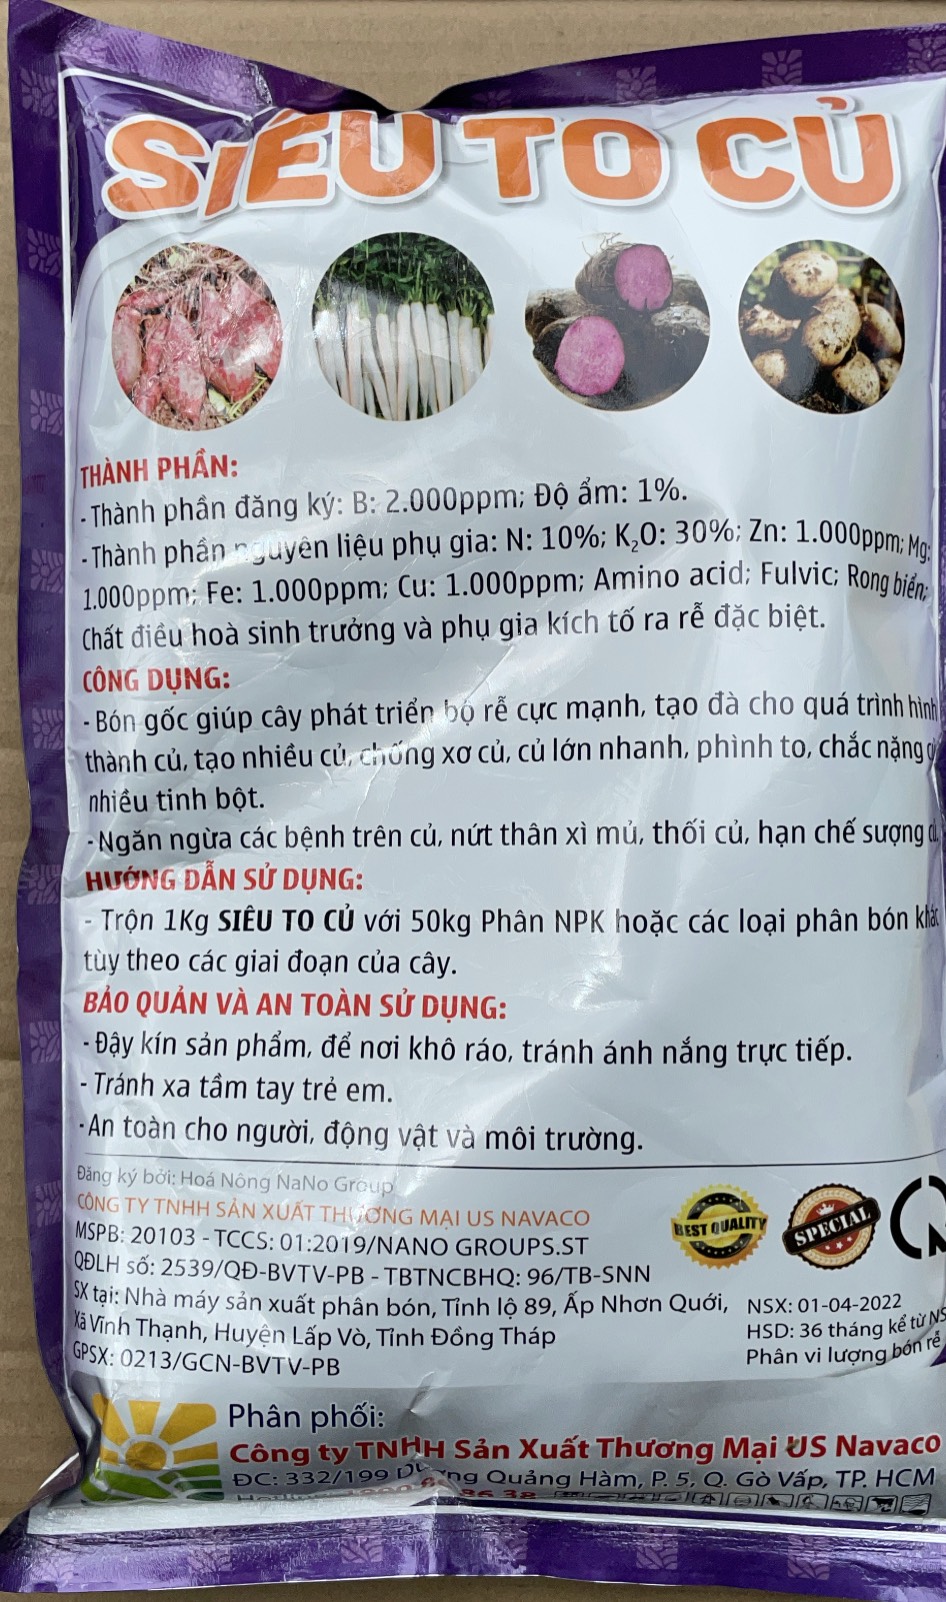 SIÊU TO CỦ
THÀNH PHẦN:
- Thành phần đăng ký: B: 2.000ppm; Độ ẩm: 1%.
- Thành phần nguyên liệu phụ gia: N: 10%; K₂O: 30%; Zn: 1.000ppm; Mg:
1.000ppm; Fe: 1.000ppm; Cu: 1.000ppm; Amino acid; Fulvic; Rong biển;
Chất điều hoà sinh trưởng và phụ gia kích tố ra rễ đặc biệt.
CÔNG DỤNG:
- Bón gốc giúp cây phát triển bộ rễ cực mạnh, tạo đà cho quá trình hình
thành củ, tạo nhiều củ, chống xơ củ, củ lớn nhanh, phình to, chắc nặng
nhiều tinh bột.
- Ngăn ngừa các bệnh trên củ, nứt thân xì mủ, thối củ, hạn chế sượng
HƯỚNG DẪN SỬ DỤNG:
- Trộn 1Kg SIÊU TO CỦ với 50kg Phân NPK hoặc các loại phân bón khác
tùy theo các giai đoạn của cây.
BẢO QUẢN VÀ AN TOÀN SỬ DỤNG:
- Đậy kín sản phẩm, để nơi khô ráo, tránh ánh nắng trực tiếp.
- Tránh xa tầm tay trẻ em.
- An toàn cho người, động vật và môi trường.
Đăng ký bởi: Hoá Nông NaNo Group
CÔNG TY TNHH SẢN XUẤT THƯƠNG MẠI US NAVACO
MSPB: 20103 - TCCS: 01:2019/NANO GROUPS.ST
QĐLH số: 2539/QĐ-BVTV-PB - TBTNCBHQ: 96/TB-SNN
SX tại: Nhà máy sản xuất phân bón, Tỉnh lộ 89, Ấp Nhơn Quới,
Xã Vĩnh Thạnh, Huyện Lấp Vò, Tỉnh Đồng Tháp
GPSX: 0213/GCN-BVTV-PB
BEST QUALITY
SPECIAL
NSX: 01-04-2022
HSD: 36 tháng kể từ NS
Phân vi lượng bón rễ
Phân phối:
Công ty TNHH Sản Xuất Thương Mại US Navaco
ĐC: 332/199 Dương Quảng Hàm, P. 5, Q. Gò Vấp, TP. HCM